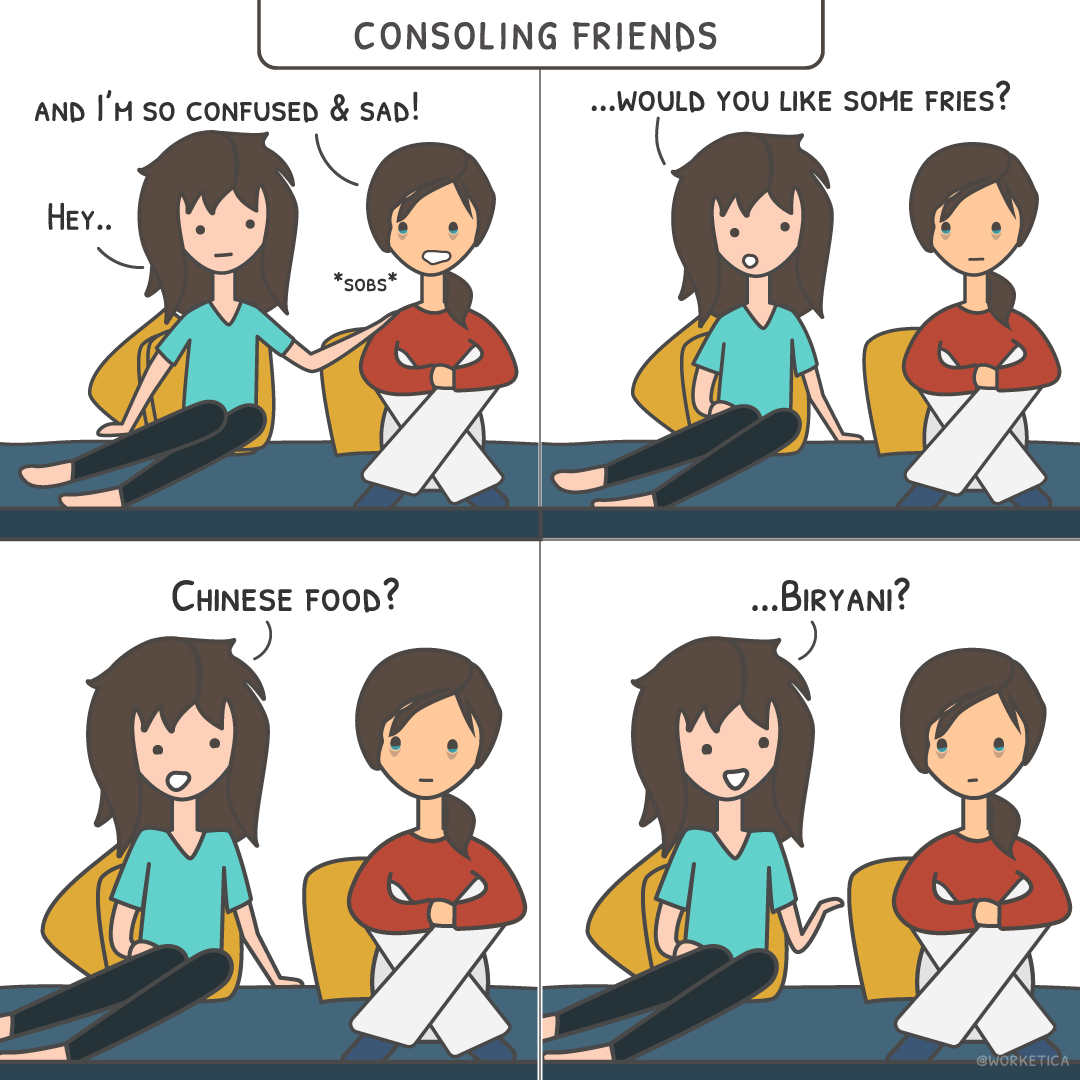 CONSOLING FRIENDS
AND I'M SO CONFUSED & SAD!
HEY..
*SOBS*
...WOULD YOU LIKE SOME FRIES?
CHINESE FOOD?
...BIRYANI?
@WORKETICA